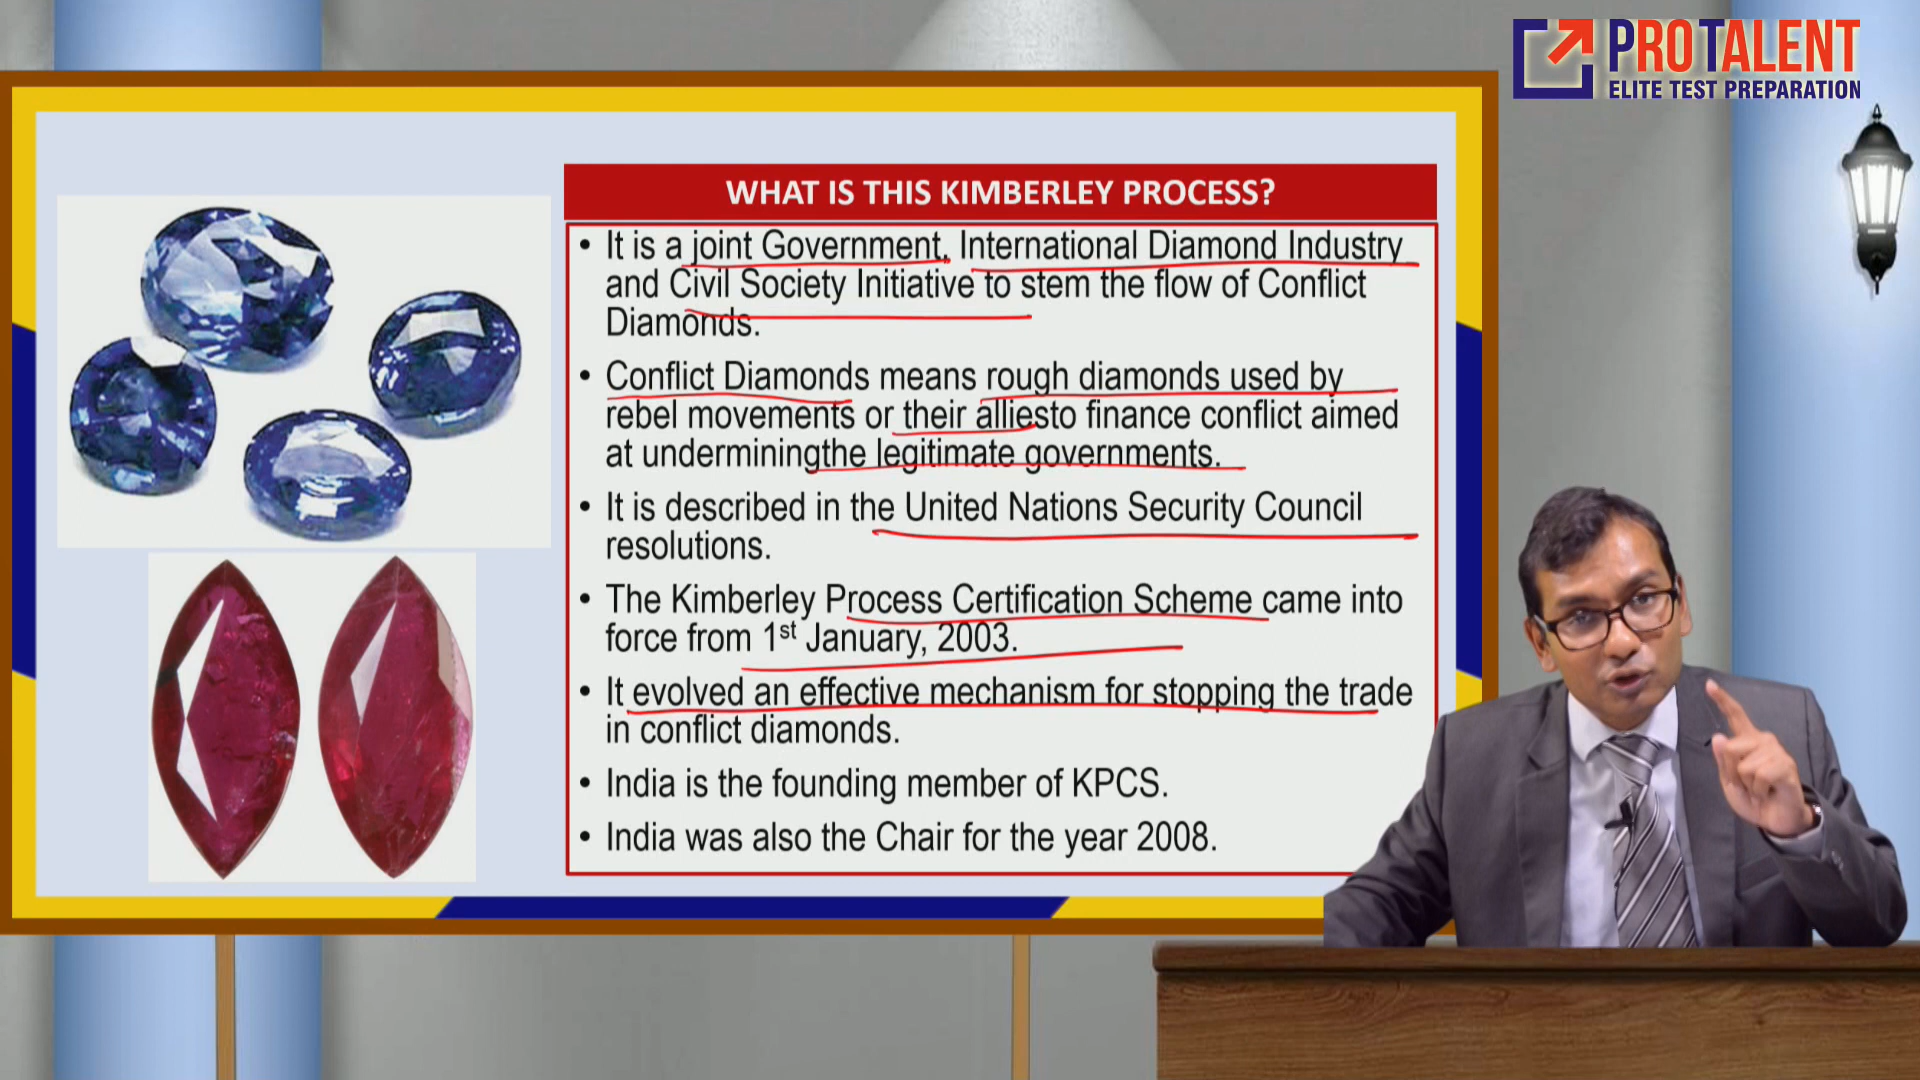 PROTALENT
ELITE TEST PREPARATION
WHAT IS THIS KIMBERLEY PROCESS?
• It is a joint Government, International Diamond Industry
and Civil Society Initiative to stem the flow of Conflict
Diamonds.
• Conflict Diamonds means rough diamonds used by
rebel movements or their alliesto finance conflict aimed
at underminingthe legitimate governments.
• It is described in the United Nations Security Council
resolutions.
• The Kimberley Process Certification Scheme came into
force from 1st January, 2003.
• It evolved an effective mechanism for stopping the trade
in conflict diamonds.
• India is the founding member of KPCS.
• India was also the Chair for the year 2008.